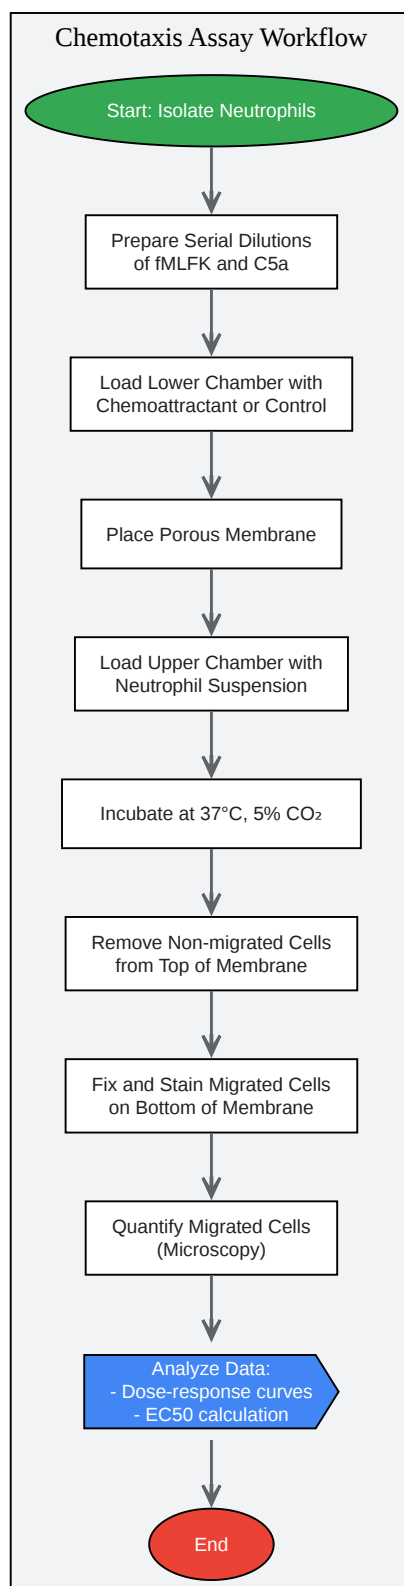 Chemotaxis Assay Workflow
Start: Isolate Neutrophils
Prepare Serial Dilutions
of fMLFK and C5a
Load Lower Chamber with
Chemoattractant or Control
Place Porous Membrane
Load Upper Chamber with
Neutrophil Suspension
Incubate at 37°C, 5% CO₂
Remove Non-migrated Cells
from Top of Membrane
Fix and Stain Migrated Cells
on Bottom of Membrane
Quantify Migrated Cells
(Microscopy)
Analyze Data:
- Dose-response curves
- EC50 calculation
End